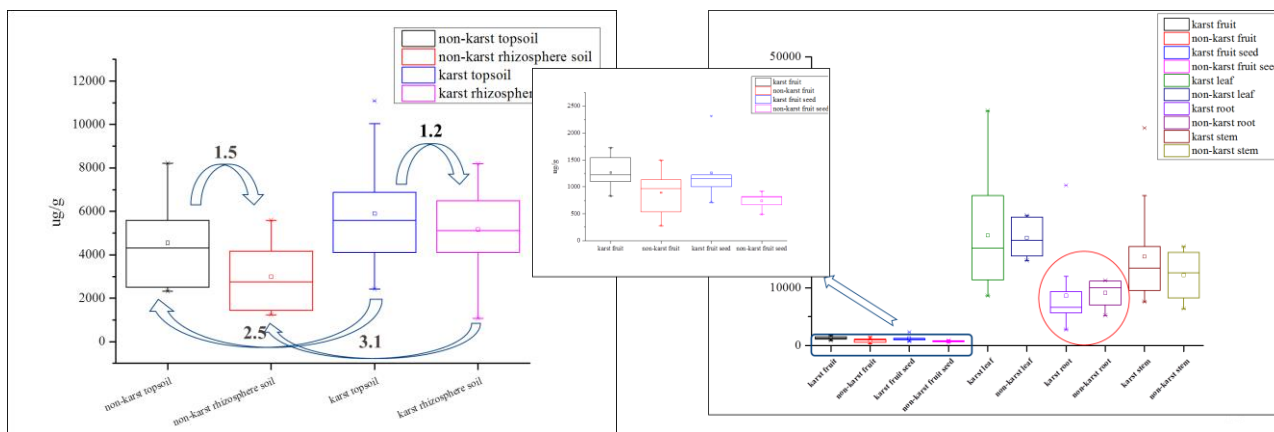 non-karst topsoil
non-karst rhizosphere soil
karst topsoil
karst rhizosphere
12000
10000
8000
6000
4000
2000
0
ug/g
1.5
1.2
2.5
3.1
non-karst topsoil
non-karst rhizosphere soil
karst topsoil
karst rhizosphere soil
karst fruit
non-karst fruit
karst fruit seed
non-karst fruit seed
2500
2000
1500
1000
500
0
ug/g
karst fruit
non-karst fruit
karst fruit seed
non-karst fruit seed
karst fruit
non-karst fruit
karst fruit seed
non-karst fruit see
karst leaf
non-karst leaf
karst root
non-karst root
karst stem
non-karst stem
50000
10000
0
karst fruit
non-karst fruit
karst fruit seed
non-karst fruit seed
karst leaf
non-karst leaf
karst root
non-karst root
karst stem
non-karst stem